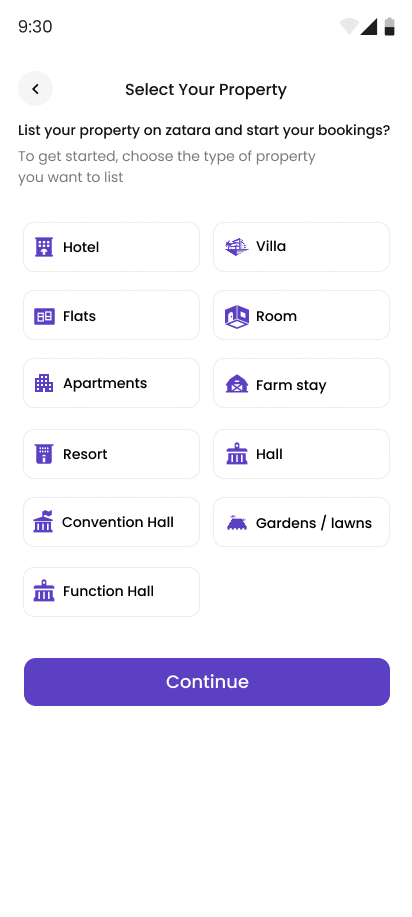 9:30
Select Your Property
List your property on zatara and start your bookings?
To get started, choose the type of property
you want to list
Hotel
Villa
Flats
Room
Apartments
Farm stay
Resort
Hall
Convention Hall
Gardens / lawns
Function Hall
Continue